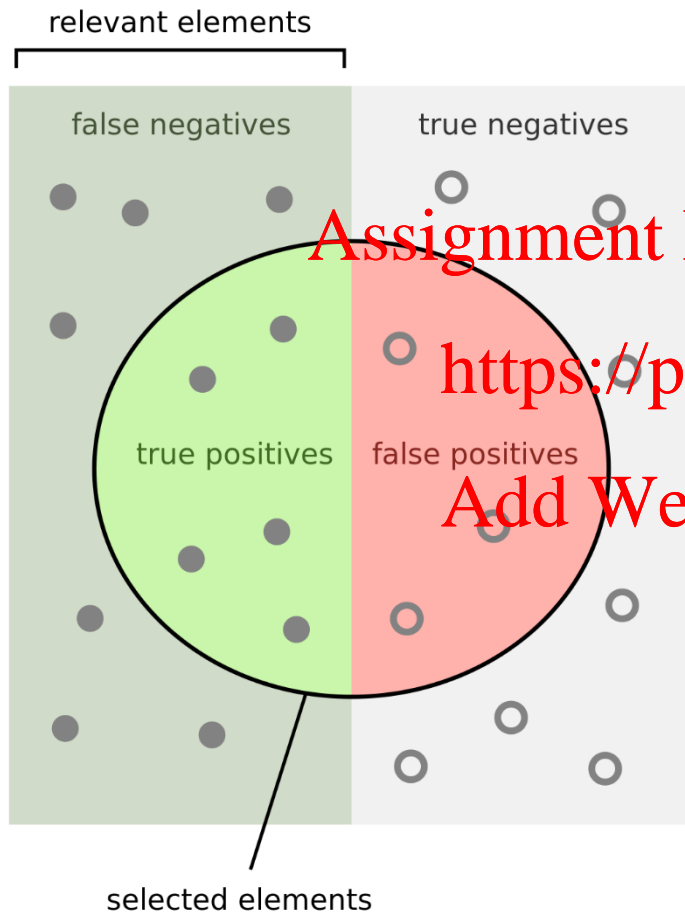 relevant elements
false negatives
true negatives
Assignment
https://p
true positives
false positives
Add We
selected elements